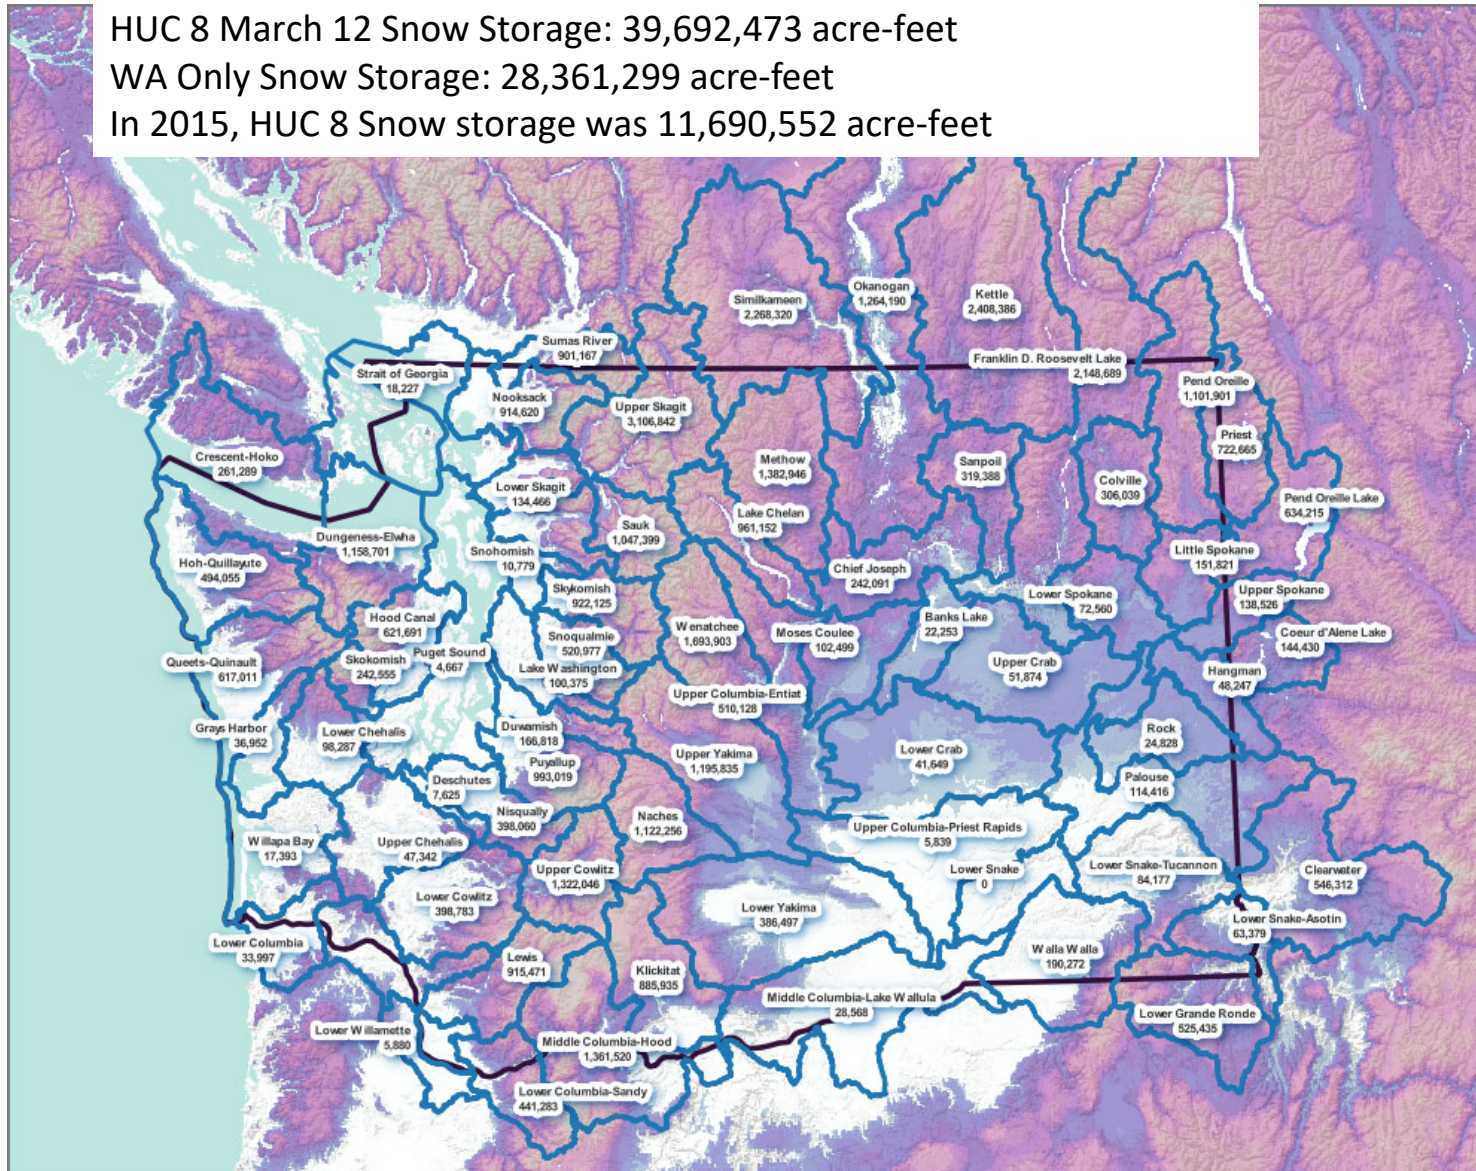 HUC 8 March 12 Snow Storage: 39,692,473 acre-feet
WA Only Snow Storage: 28,361,299 acre-feet
In 2015, HUC 8 Snow storage was 11,690,552 acre-feet
Similkameen
2,268,320
Okanogan
1,264,190
Kettle
2,408,386
Sumas River
901,167
Franklin D. Roosevelt Lake
2,148,689
Strait of Georgia
18,227
Pend Oreille
1,101,901
Nooksack
914,620
Upper Skagit
3,106,842
Priest
722,665
Crescent-Hoko
261,289
Methow
1,382,946
Sanpoil
319,388
Colville
306,039
Lower Skagit
134,466
Pend Oreille Lake
634,215
Lake Chelan
961,152
Sauk
1,047,399
Dungeness-Elwha
1,158,701
Snohomish
10,779
Little Spokane
151,821
Hoh-Quillayute
494,055
Chief Joseph
242,091
Skykomish
922,125
Lower Spokane
72,560
Upper Spokane
138,526
Hood Canal
621,691
Banks Lake
22,253
Wenatchee
1,693,903
Moses Coulee
102,499
Coeur d'Alene Lake
144,430
Snoqualmie
520,977
Puget Sound
4,667
Queets-Quinault
617,011
Skokomish
242,555
Lake Washington
100,375
Upper Crab
51,874
Hangman
48,247
Upper Columbia-Entiat
510,128
Grays Harbor
36,952
Lower Chehalis
98,287
Duwamish
166,818
Rock
24,828
Lower Crab
41,649
Upper Yakima
1,195,835
Puyallup
993,019
Deschutes
7,625
Palouse
114,416
Nisqually
398,060
Naches
1,122,256
Upper Columbia-Priest Rapids
5,839
Willapa Bay
17,393
Upper Chehalis
47,342
Lower Snake-Tucannon
84,177
Upper Cowlitz
1,322,046
Lower Snake
0
Clearwater
546,312
Lower Cowlitz
398,783
Lower Yakima
386,497
Lower Snake-Asotin
63,379
Lower Columbia
33,997
Walla Walla
190,272
Lewis
915,471
Klickitat
885,935
Middle Columbia-Lake Wallula
28,568
Lower Grande Ronde
525,435
Lower Willamette
5,880
Middle Columbia-Hood
1,361,520
Lower Columbia-Sandy
441,283